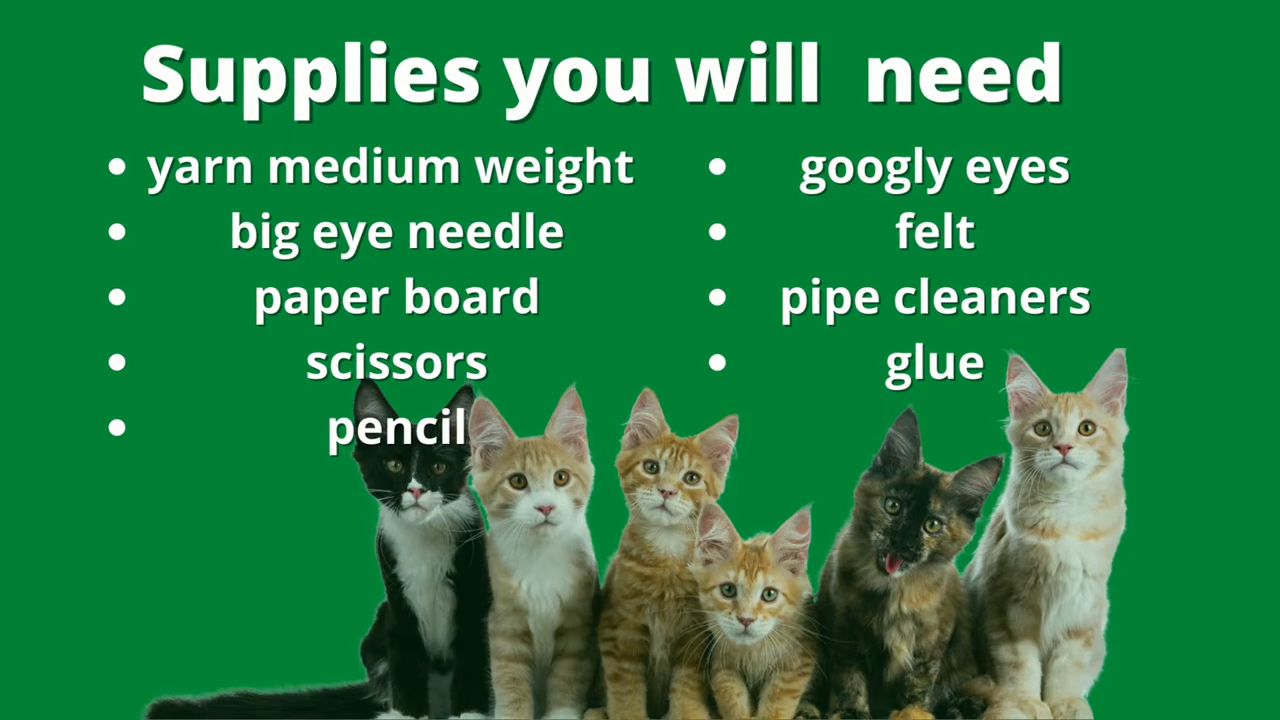 Supplies you will need
yarn medium weight
big eye needle
paper board
scissors
pencil
googly eyes
felt
pipe cleaners
glue